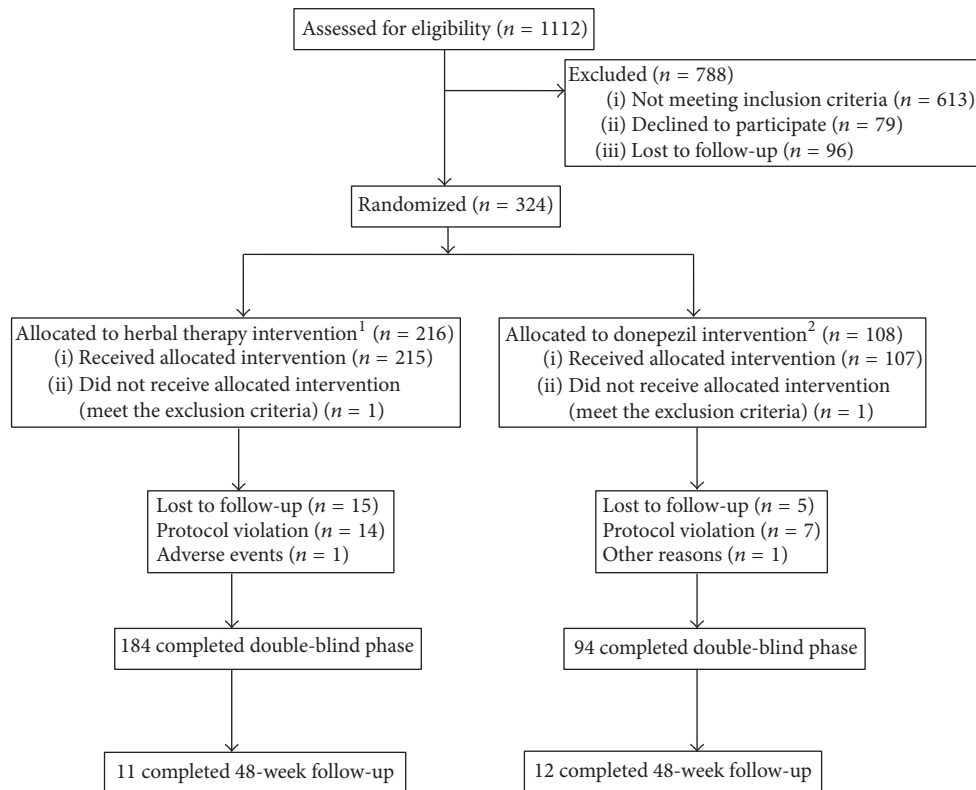 Assessed for eligibility (n = 1112)
Excluded (n = 788)
(i) Not meeting inclusion criteria (n = 613)
(ii) Declined to participate (n = 79)
(iii) Lost to follow-up (n = 96)
Randomized (n = 324)
Allocated to herbal therapy intervention¹ (n = 216)
(i) Received allocated intervention (n = 215)
(ii) Did not receive allocated intervention
(meet the exclusion criteria) (n = 1)
Allocated to donepezil intervention² (n = 108)
(i) Received allocated intervention (n = 107)
(ii) Did not receive allocated intervention
(meet the exclusion criteria) (n = 1)
Lost to follow-up (n = 15)
Protocol violation (n = 14)
Adverse events (n = 1)
Lost to follow-up (n = 5)
Protocol violation (n = 7)
Other reasons (n = 1)
184 completed double-blind phase
94 completed double-blind phase
11 completed 48-week follow-up
12 completed 48-week follow-up